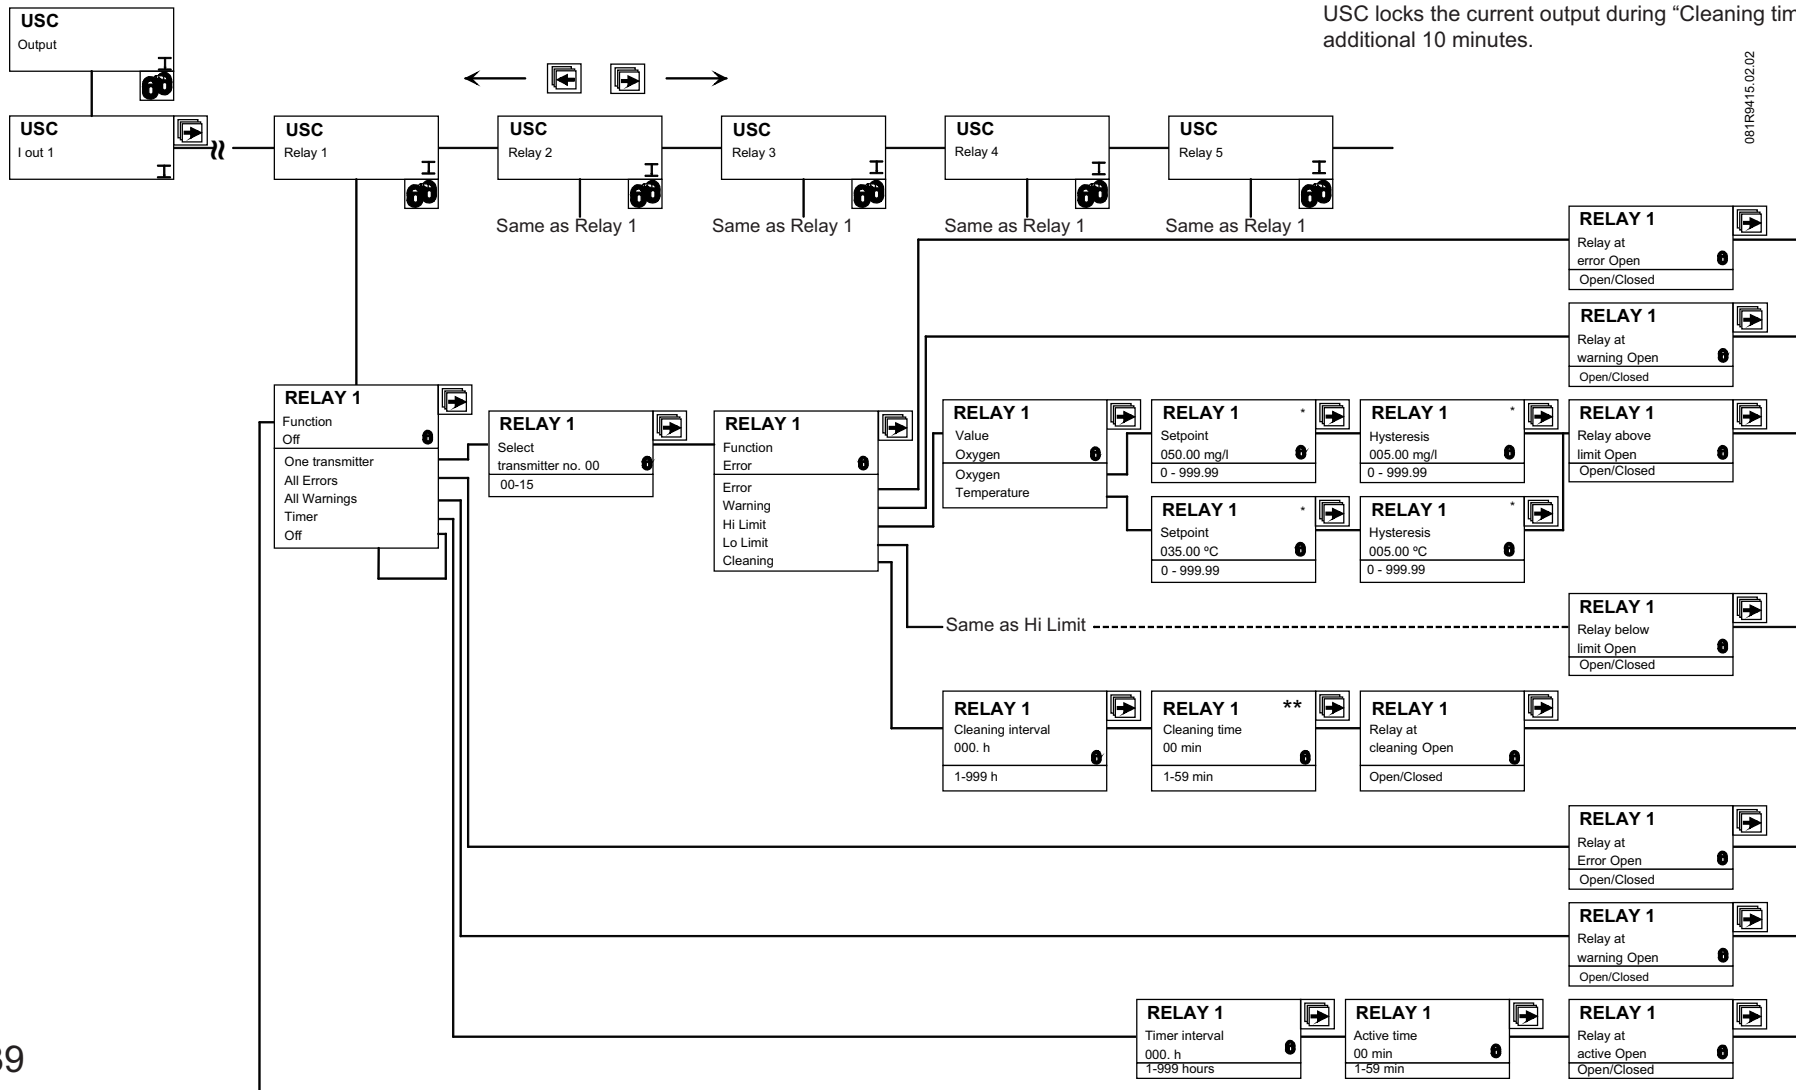 USC locks the current output during “Cleaning
additional 10 minutes.
081R9415.02.02
USC
Output
USC
I out 1
USC
Relay 1
USC
Relay 2
USC
Relay 3
USC
Relay 4
USC
Relay 5
Same as Relay 1
Same as Relay 1
Same as Relay 1
Same as Relay 1
RELAY 1
Relay at
error Open
Open/Closed
RELAY 1
Relay at
warning Open
Open/Closed
RELAY 1
Function
Off
One transmitter
All Errors
All Warnings
Timer
Off
RELAY 1
Select
transmitter no. 00
00-15
RELAY 1
Function
Error
Error
Warning
Hi Limit
Lo Limit
Cleaning
RELAY 1
Value
Oxygen
Oxygen
Temperature
RELAY 1 *
Setpoint
050.00 mg/l
0 - 999.99
RELAY 1 *
Hysteresis
005.00 mg/l
0 - 999.99
RELAY 1
Relay above
limit Open
Open/Closed
RELAY 1 *
Setpoint
035.00 ºC
0 - 999.99
RELAY 1 *
Hysteresis
005.00 ºC
0 - 999.99
Same as Hi Limit
RELAY 1
Relay below
limit Open
Open/Closed
RELAY 1
Cleaning interval
000. h
1-999 h
RELAY 1 **
Cleaning time
00 min
1-59 min
RELAY 1
Relay at
cleaning Open
Open/Closed
RELAY 1
Relay at
Error Open
Open/Closed
RELAY 1
Relay at
warning Open
Open/Closed
RELAY 1
Timer interval
000. h
1-999 hours
RELAY 1
Active time
00 min
1-59 min
RELAY 1
Relay at
active Open
Open/Closed